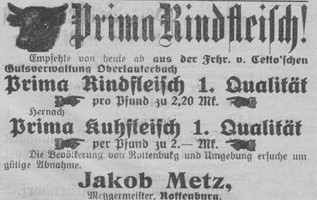 Prima Rindfleisch!
Empfehle von heute ab aus der Frhr. v. Cetto'schen
Gutsverwaltung Oberlauterbach
Prima Rindfleisch 1. Qualität
pro Pfund zu 2,20 Mk.
Hernach
Prima Kuhfleisch 1. Qualität
per Pfund zu 2.— Mk.
Die Bevölkerung von Rottenburg und Umgebung ersuche um
gütige Abnahme.
Jakob Metz,
Metzgermeister, Rottenburg.